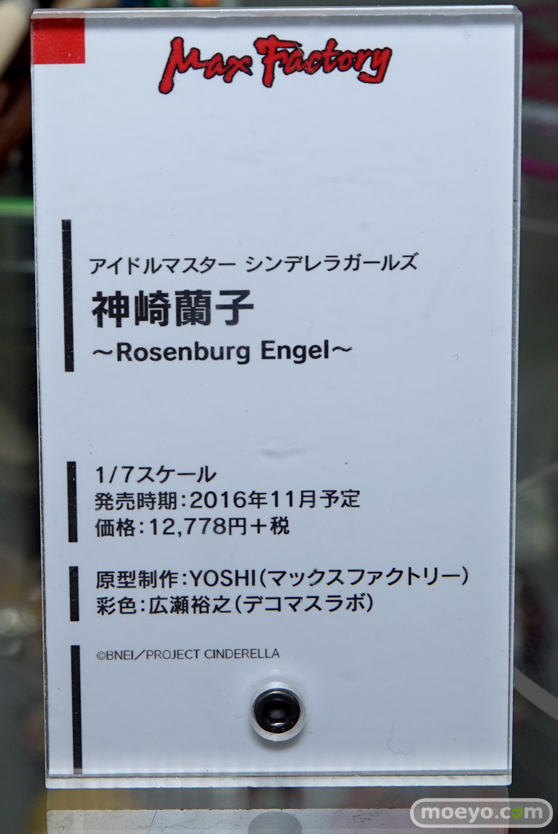 Max Factory
アイドルマスター シンデレラガールズ
神崎蘭子
～Rosenburg Engel～
1/7スケール
発売時期：2016年11月予定
価格：12,778円＋税
原型制作：YOSHI（マックスファクトリー）
彩色：広瀬裕之（デコマスラボ）
©BNEI／PROJECT CINDERELLA
moeyo.com